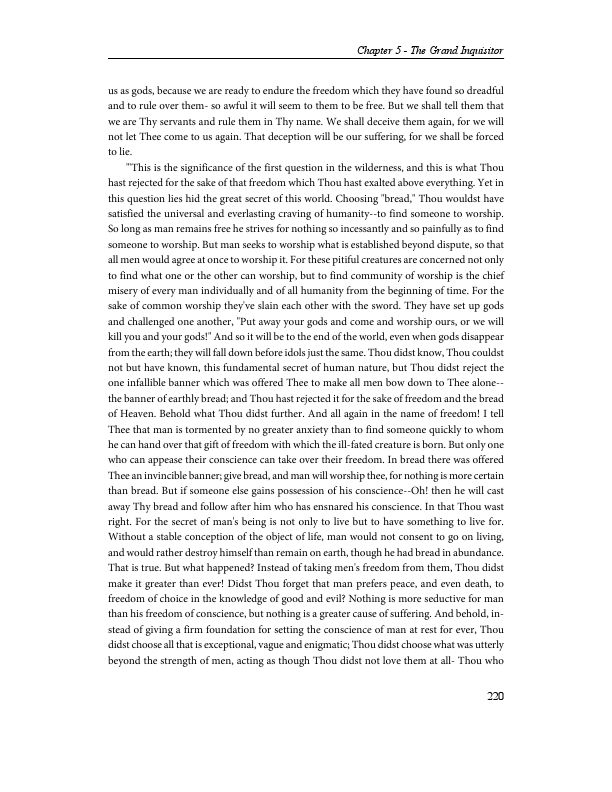 Chapter 5 - The Grand Inquisitor
us as gods, because we are ready to endure the freedom which they have found so dreadful
and to rule over them- so awful it will seem to them to be free. But we shall tell them that
we are Thy servants and rule them in Thy name. We shall deceive them again, for we will
not let Thee come to us again. That deception will be our suffering, for we shall be forced
to lie.
"'This is the significance of the first question in the wilderness, and this is what Thou
hast rejected for the sake of that freedom which Thou hast exalted above everything. Yet in
this question lies hid the great secret of this world. Choosing "bread," Thou wouldst have
satisfied the universal and everlasting craving of humanity--to find someone to worship.
So long as man remains free he strives for nothing so incessantly and so painfully as to find
someone to worship. But man seeks to worship what is established beyond dispute, so that
all men would agree at once to worship it. For these pitiful creatures are concerned not only
to find what one or the other can worship, but to find community of worship is the chief
misery of every man individually and of all humanity from the beginning of time. For the
sake of common worship they've slain each other with the sword. They have set up gods
and challenged one another, "Put away your gods and come and worship ours, or we will
kill you and your gods!" And so it will be to the end of the world, even when gods disappear
from the earth; they will fall down before idols just the same. Thou didst know, Thou couldst
not but have known, this fundamental secret of human nature, but Thou didst reject the
one infallible banner which was offered Thee to make all men bow down to Thee alone--
the banner of earthly bread; and Thou hast rejected it for the sake of freedom and the bread
of Heaven. Behold what Thou didst further. And all again in the name of freedom! I tell
Thee that man is tormented by no greater anxiety than to find someone quickly to whom
he can hand over that gift of freedom with which the ill-fated creature is born. But only one
who can appease their conscience can take over their freedom. In bread there was offered
Thee an invincible banner; give bread, and man will worship thee, for nothing is more certain
than bread. But if someone else gains possession of his conscience--Oh! then he will cast
away Thy bread and follow after him who has ensnared his conscience. In that Thou wast
right. For the secret of man's being is not only to live but to have something to live for.
Without a stable conception of the object of life, man would not consent to go on living,
and would rather destroy himself than remain on earth, though he had bread in abundance.
That is true. But what happened? Instead of taking men's freedom from them, Thou didst
make it greater than ever! Didst Thou forget that man prefers peace, and even death, to
freedom of choice in the knowledge of good and evil? Nothing is more seductive for man
than his freedom of conscience, but nothing is a greater cause of suffering. And behold, in-
stead of giving a firm foundation for setting the conscience of man at rest for ever, Thou
didst choose all that is exceptional, vague and enigmatic; Thou didst choose what was utterly
beyond the strength of men, acting as though Thou didst not love them at all- Thou who
220